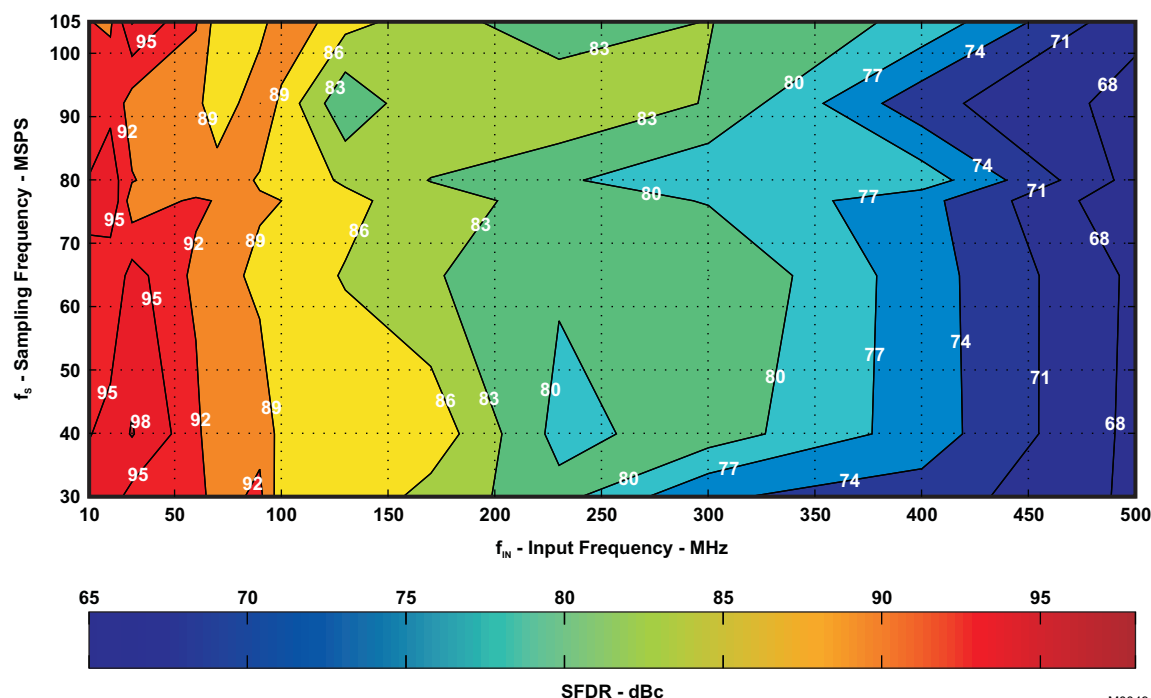 105
100
90
80
70
60
50
40
30
fS - Sampling Frequency - MSPS
95 86 83 74 71
83 89 80 77 68
92 89 83
95 80 77 74 71
92 89 86 83 68
95
95 98 92 89 86 83 80 80 77 74 71 68
95 92 80 77 74
10 50 100 150 200 250 300 350 400 450 500
fIN - Input Frequency - MHz
65 70 75 80 85 90 95
SFDR - dBc